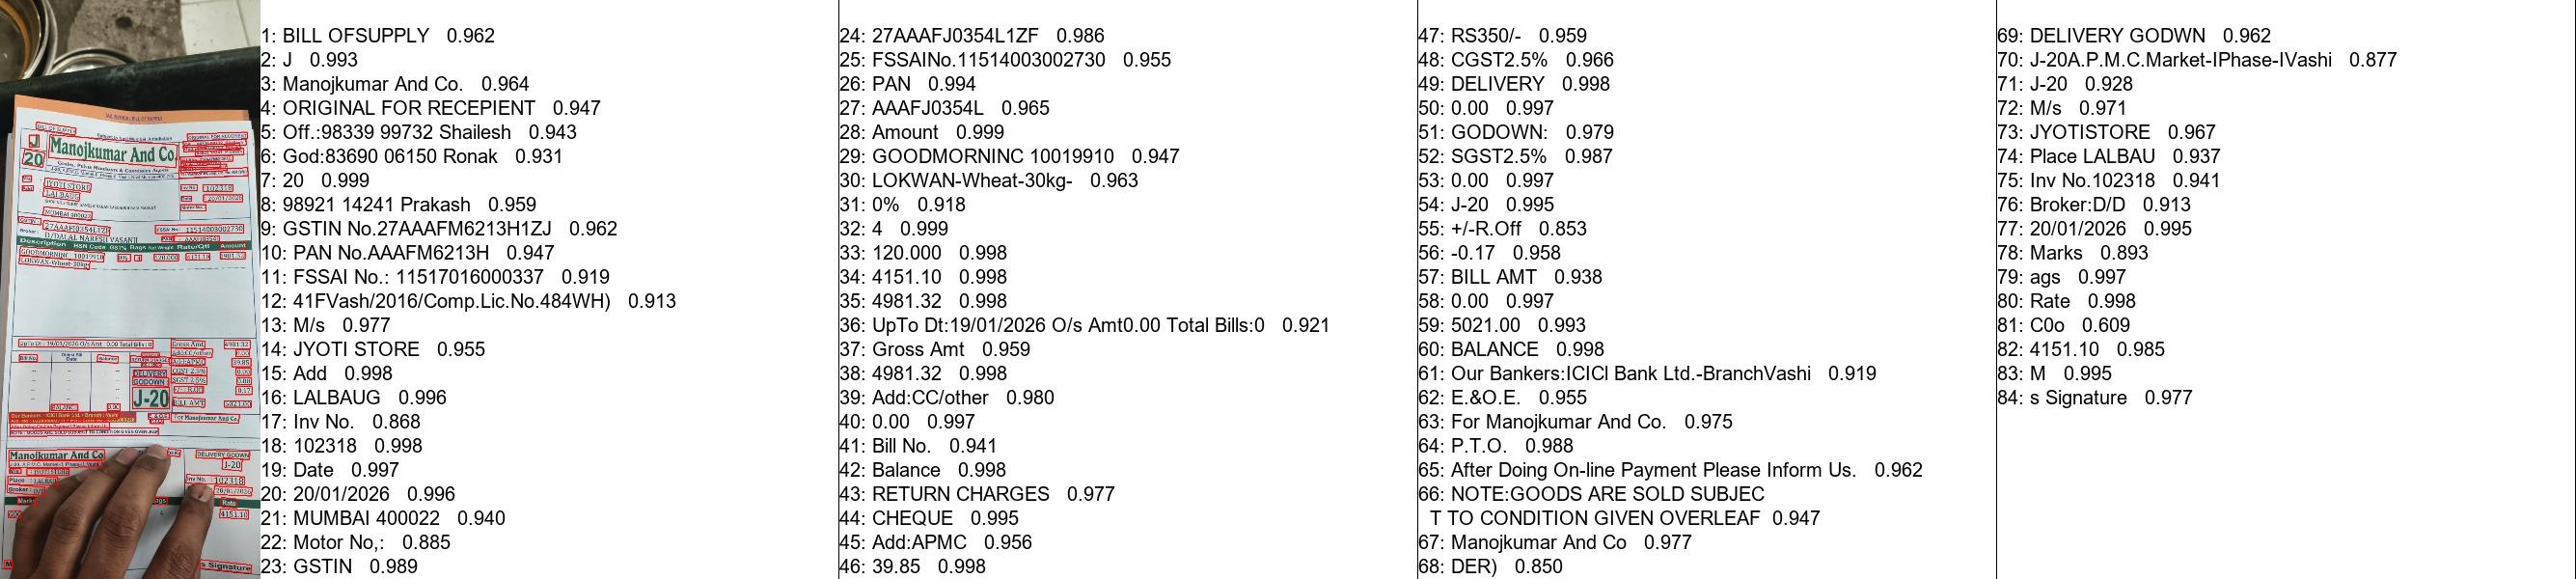 Manojkumar And Co.
J
20
J-20
1: BILL OFSUPPLY 0.962
2: J 0.993
3: Manojkumar And Co. 0.964
4: ORIGINAL FOR RECEPIENT 0.947
5: Off.:98339 99732 Shailesh 0.943
6: God:83690 06150 Ronak 0.931
7: 20 0.999
8: 98921 14241 Prakash 0.959
9: GSTIN No.27AAAFM6213H1ZJ 0.962
10: PAN No.AAAFM6213H 0.947
11: FSSAI No.: 11517016000337 0.919
12: 41FVash/2016/Comp.Lic.No.484WH) 0.913
13: M/s 0.977
14: JYOTI STORE 0.955
15: Add 0.998
16: LALBAUG 0.996
17: Inv No. 0.868
18: 102318 0.998
19: Date 0.997
20: 20/01/2026 0.996
21: MUMBAI 400022 0.940
22: Motor No,: 0.885
23: GSTIN 0.989
24: 27AAAFJ0354L1ZF 0.986
25: FSSAINo.11514003002730 0.955
26: PAN 0.994
27: AAAFJ0354L 0.965
28: Amount 0.999
29: GOODMORNINC 10019910 0.947
30: LOKWAN-Wheat-30kg- 0.963
31: 0% 0.918
32: 4 0.999
33: 120.000 0.998
34: 4151.10 0.998
35: 4981.32 0.998
36: UpTo Dt:19/01/2026 O/s Amt0.00 Total Bills:0 0.921
37: Gross Amt 0.959
38: 4981.32 0.998
39: Add:CC/other 0.980
40: 0.00 0.997
41: Bill No. 0.941
42: Balance 0.998
43: RETURN CHARGES 0.977
44: CHEQUE 0.995
45: Add:APMC 0.956
46: 39.85 0.998
47: RS350/- 0.959
48: CGST2.5% 0.966
49: DELIVERY 0.998
50: 0.00 0.997
51: GODOWN: 0.979
52: SGST2.5% 0.987
53: 0.00 0.997
54: J-20 0.995
55: +/-R.Off 0.853
56: -0.17 0.958
57: BILL AMT 0.938
58: 0.00 0.997
59: 5021.00 0.993
60: BALANCE 0.998
61: Our Bankers:ICICI Bank Ltd.-BranchVashi 0.919
62: E.&O.E. 0.955
63: For Manojkumar And Co. 0.975
64: P.T.O. 0.988
65: After Doing On-line Payment Please Inform Us. 0.962
66: NOTE:GOODS ARE SOLD SUBJEC
T TO CONDITION GIVEN OVERLEAF 0.947
67: Manojkumar And Co 0.977
68: DER) 0.850
69: DELIVERY GODWN 0.962
70: J-20A.P.M.C.Market-IPhase-IVashi 0.877
71: J-20 0.928
72: M/s 0.971
73: JYOTISTORE 0.967
74: Place LALBAU 0.937
75: Inv No.102318 0.941
76: Broker:D/D 0.913
77: 20/01/2026 0.995
78: Marks 0.893
79: ags 0.997
80: Rate 0.998
81: C0o 0.609
82: 4151.10 0.985
83: M 0.995
84: s Signature 0.977